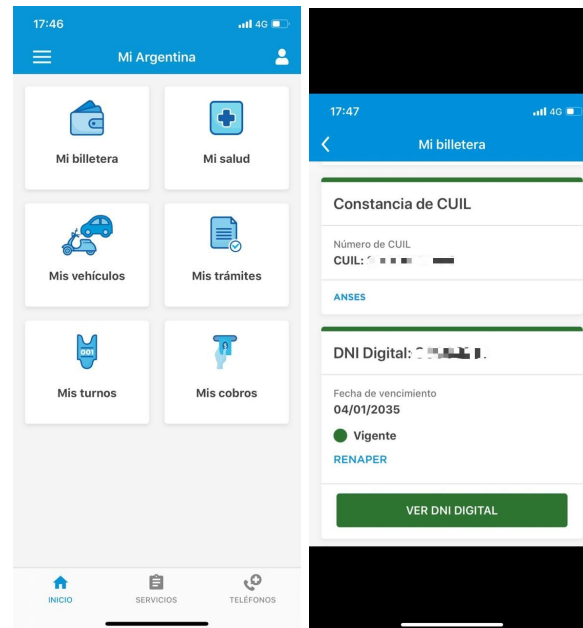 17:46
4G
Mi Argentina
Mi billetera
Mi salud
Mis vehículos
Mis trámites
001
Mis turnos
Mis cobros
INICIO
SERVICIOS
TELÉFONOS
17:47
4G
Mi billetera
Constancia de CUIL
Número de CUIL
CUIL:
ANSES
DNI Digital:
Fecha de vencimiento
04/01/2035
Vigente
RENAPER
VER DNI DIGITAL